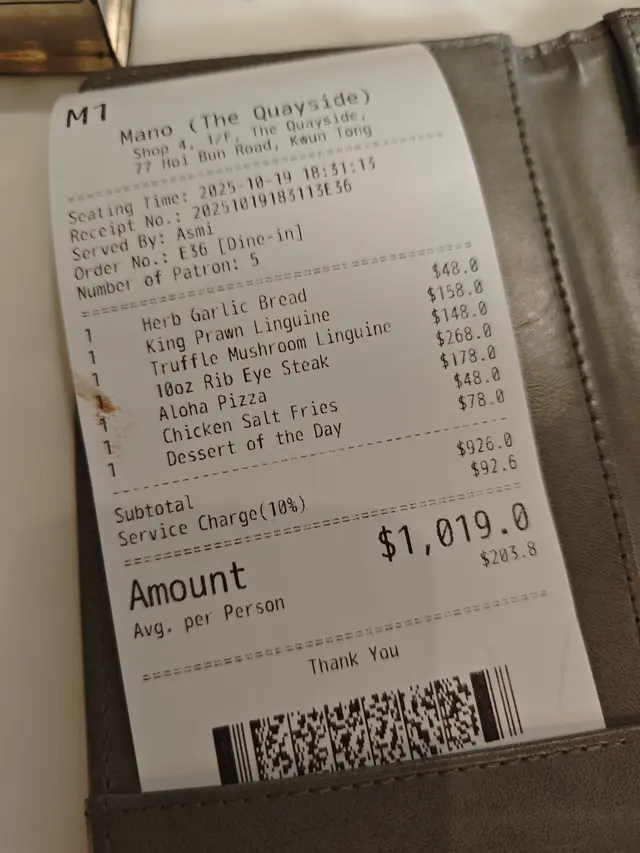 M1
Mano (The Quayside)
Shop 4, 1/F, The Quayside,
77 Hoi Bun Road, Kwun Tong
Seating Time: 2025-10-19 18:31:13
Receipt No.: 20251019183113E36
Served By: Asmi
Order No.: E36 [Dine-in]
Number of Patron: 5
1 Herb Garlic Bread $48.0
1 King Prawn Linguine $158.0
1 Truffle Mushroom Linguine $148.0
1 10oz Rib Eye Steak $268.0
1 Aloha Pizza $178.0
1 Chicken Salt Fries $48.0
1 Dessert of the Day $78.0
Subtotal $926.0
Service Charge(10%) $92.6
Amount $1,019.0
Avg. per Person $203.8
Thank You